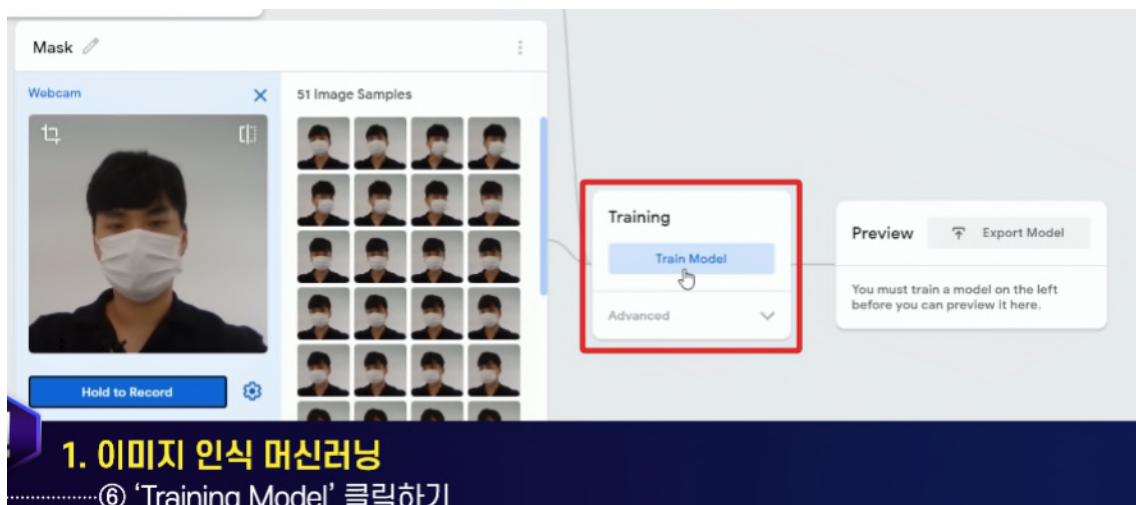 Mask
Webcam
51 Image Samples
Hold to Record
Training
Train Model
Advanced
Preview
Export Model
You must train a model on the left
before you can preview it here.
1. 이미지 인식 머신러닝
⑥ ‘Training Model’ 클릭하기